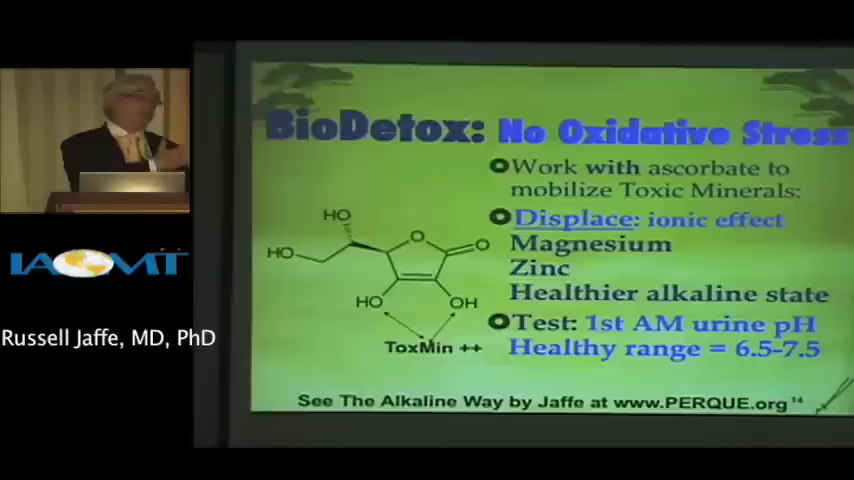 BioDetox: No Oxidative Stress
Work with ascorbate to
mobilize Toxic Minerals:
Displace: ionic effect
Magnesium
Zinc
Healthier alkaline state
Test: 1st AM urine pH
Healthy range = 6.5-7.5
HO
HO
O
O
HO
OH
ToxMin ++
See The Alkaline Way by Jaffe at www.PERQUE.org 14
IAOMT
Russell Jaffe, MD, PhD